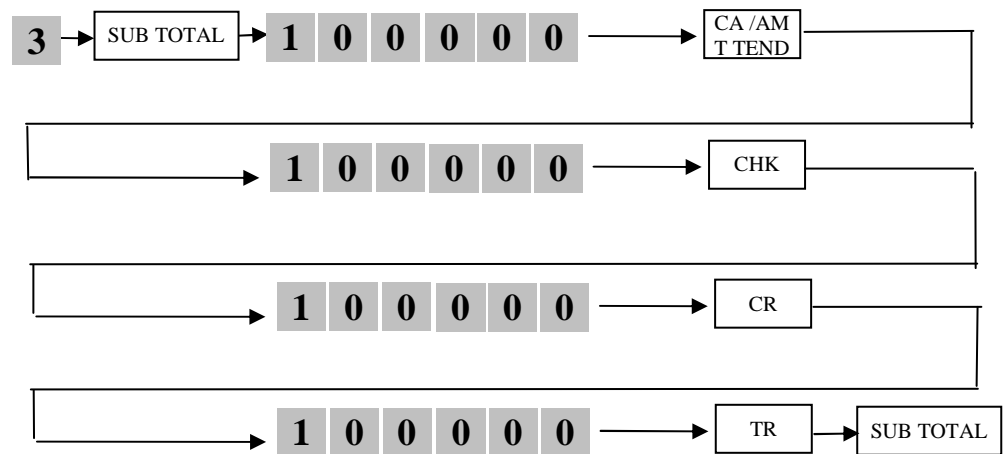 3 SUB TOTAL 1 0 0 0 0 0 CA /AM
T TEND
1 0 0 0 0 0 CHK
1 0 0 0 0 0 CR
1 0 0 0 0 0 TR SUB TOTAL